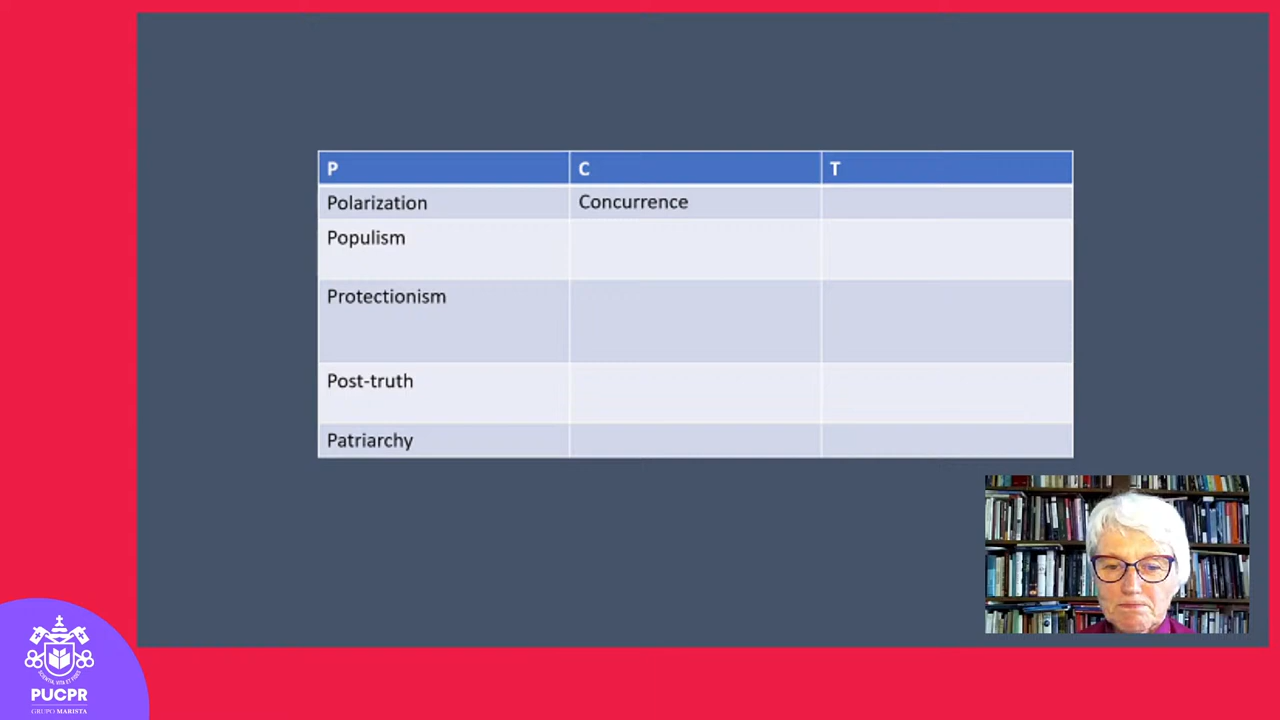 P C T
Polarization Concurrence
Populism
Protectionism
Post-truth
Patriarchy
PUCPR
GRUPO MARISTA